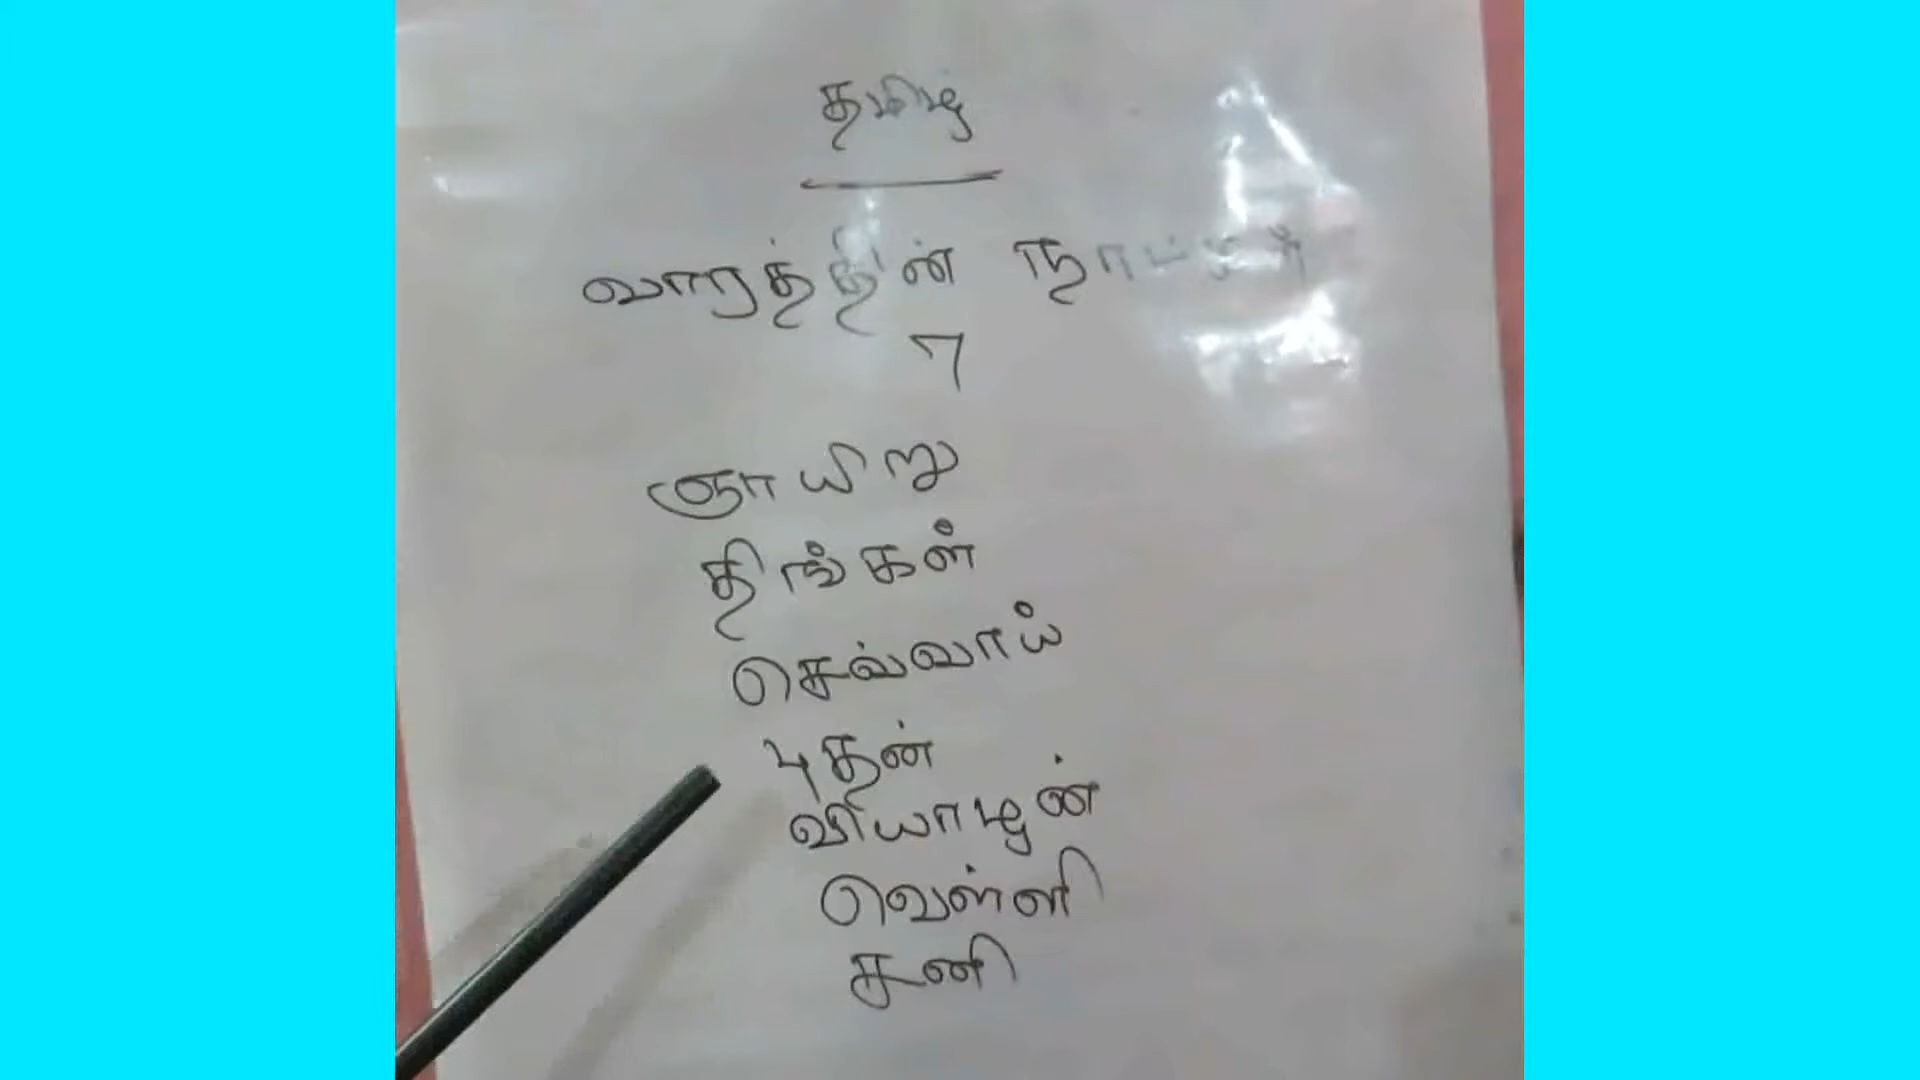 தமிழ்
வாரத்தின் நாட்கள்
7
ஞாயிறு
திங்கள்
செவ்வாய்
புதன்
வியாழன்
வெள்ளி
சனி